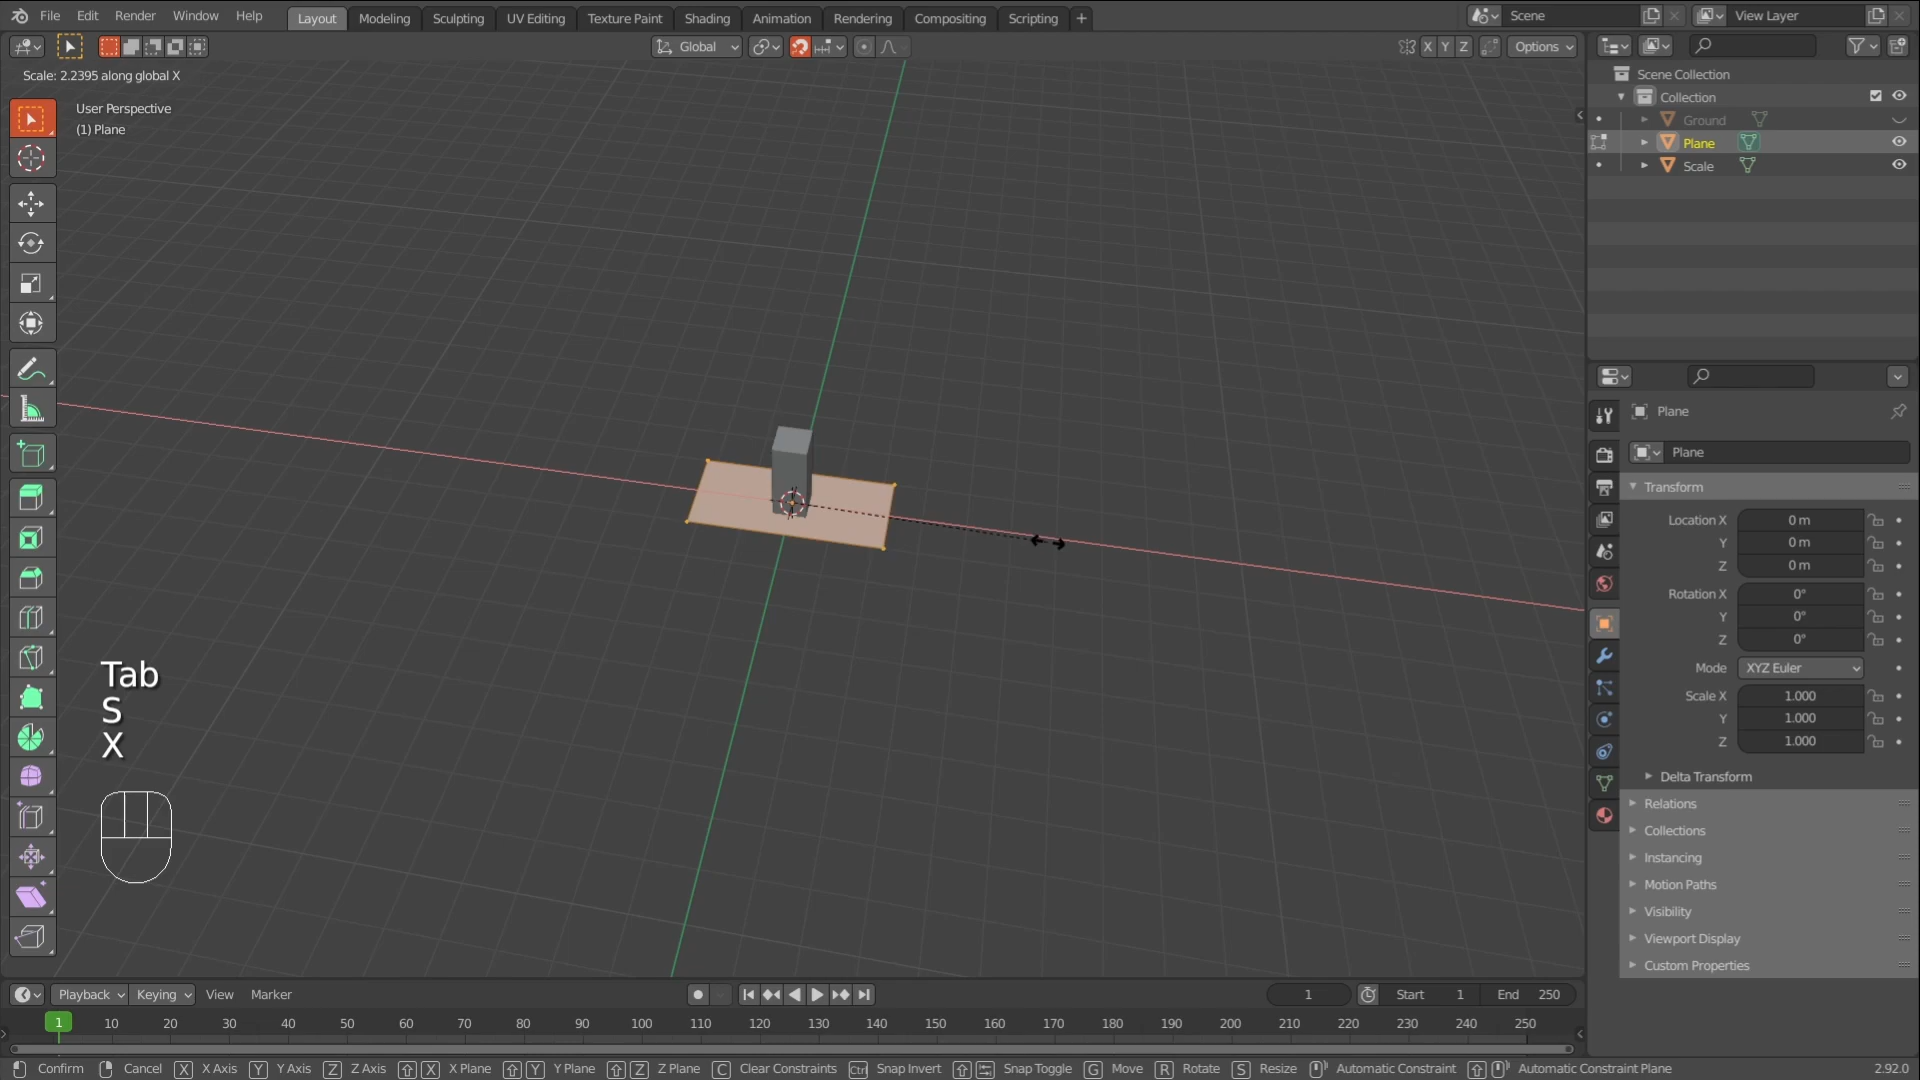 File Edit Render Window Help Layout Modeling Sculpting UV Editing Texture Paint Shading Animation Rendering Compositing Scripting + Scene View Layer
Global X Y Z Options
Scale: 2.2395 along global X
User Perspective
(1) Plane
Scene Collection
Collection
Ground
Plane
Scale
Plane
Plane
Transform
Location X 0 m
Y 0 m
Z 0 m
Rotation X 0°
Y 0°
Z 0°
Mode XYZ Euler
Scale X 1.000
Y 1.000
Z 1.000
Delta Transform
Relations
Collections
Instancing
Motion Paths
Visibility
Viewport Display
Custom Properties
Tab
S
X
Playback Keying View Marker 1 Start 1 End 250
1 10 20 30 40 50 60 70 80 90 100 110 120 130 140 150 160 170 180 190 200 210 220 230 240 250
Confirm Cancel X X Axis Y Y Axis Z Z Axis X X Plane Y Y Plane Z Z Plane C Clear Constraints Ctrl Snap Invert Snap Toggle G Move R Rotate S Resize Automatic Constraint Automatic Constraint Plane 2.92.0